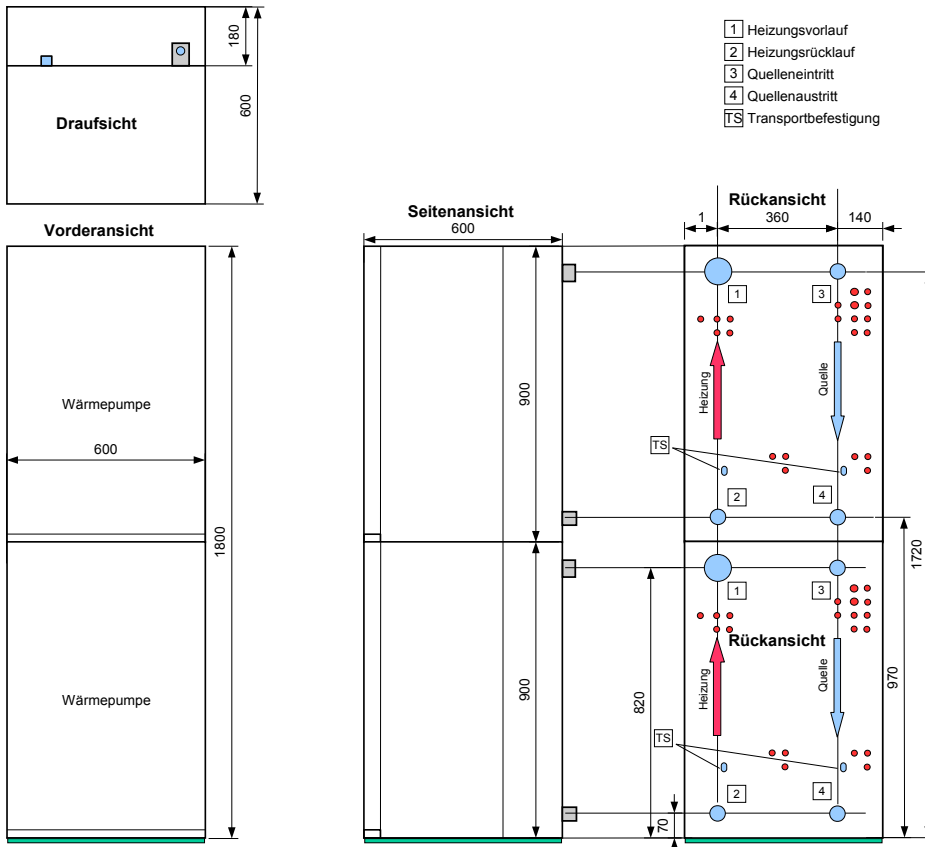 180
600
Draufsicht
1 Heizungsvorlauf
2 Heizungsrücklauf
3 Quelleneintritt
4 Quellenaustritt
TS Transportbefestigung
Vorderansicht
Seitenansicht
Rückansicht
600
1
360
140
1
3
Wärmepumpe
600
900
Heizung
Quelle
TS
2
4
1800
1720
1
3
Rückansicht
Wärmepumpe
900
820
Heizung
Quelle
970
TS
2
4
70